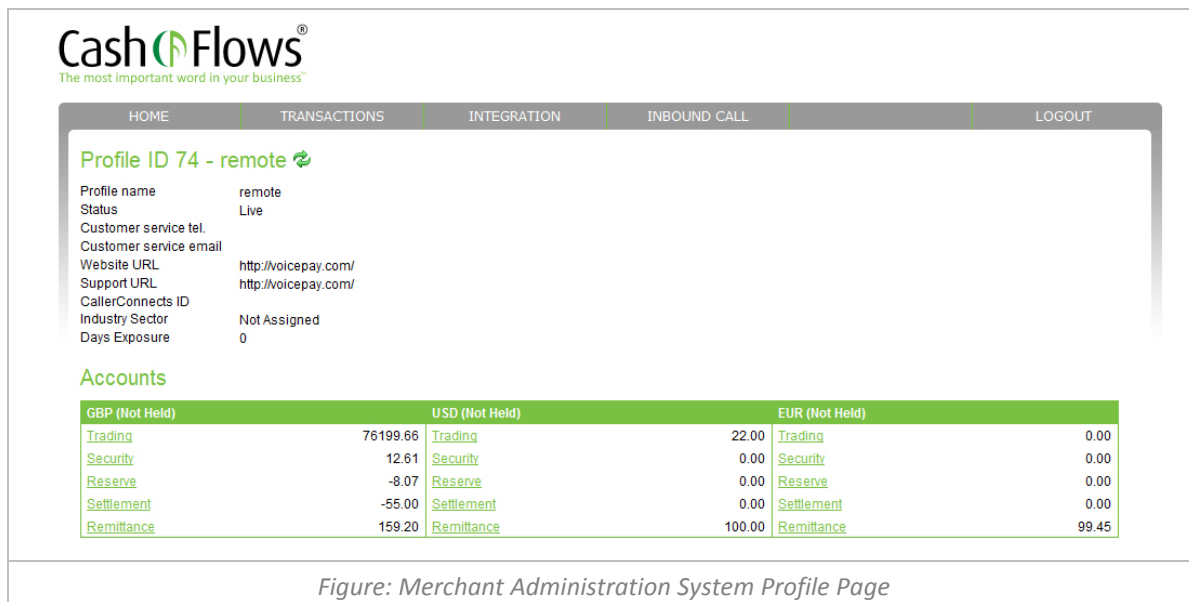 Cash Flows®
The most important word in your business™
HOME TRANSACTIONS INTEGRATION INBOUND CALL LOGOUT
Profile ID 74 - remote
Profile name remote
Status Live
Customer service tel.
Customer service email
Website URL http://voicepay.com/
Support URL http://voicepay.com/
CallerConnects ID
Industry Sector Not Assigned
Days Exposure 0
Accounts
GBP (Not Held) USD (Not Held) EUR (Not Held)
Trading 76199.66 Trading 22.00 Trading 0.00
Security 12.61 Security 0.00 Security 0.00
Reserve -8.07 Reserve 0.00 Reserve 0.00
Settlement -55.00 Settlement 0.00 Settlement 0.00
Remittance 159.20 Remittance 100.00 Remittance 99.45
Figure: Merchant Administration System Profile Page